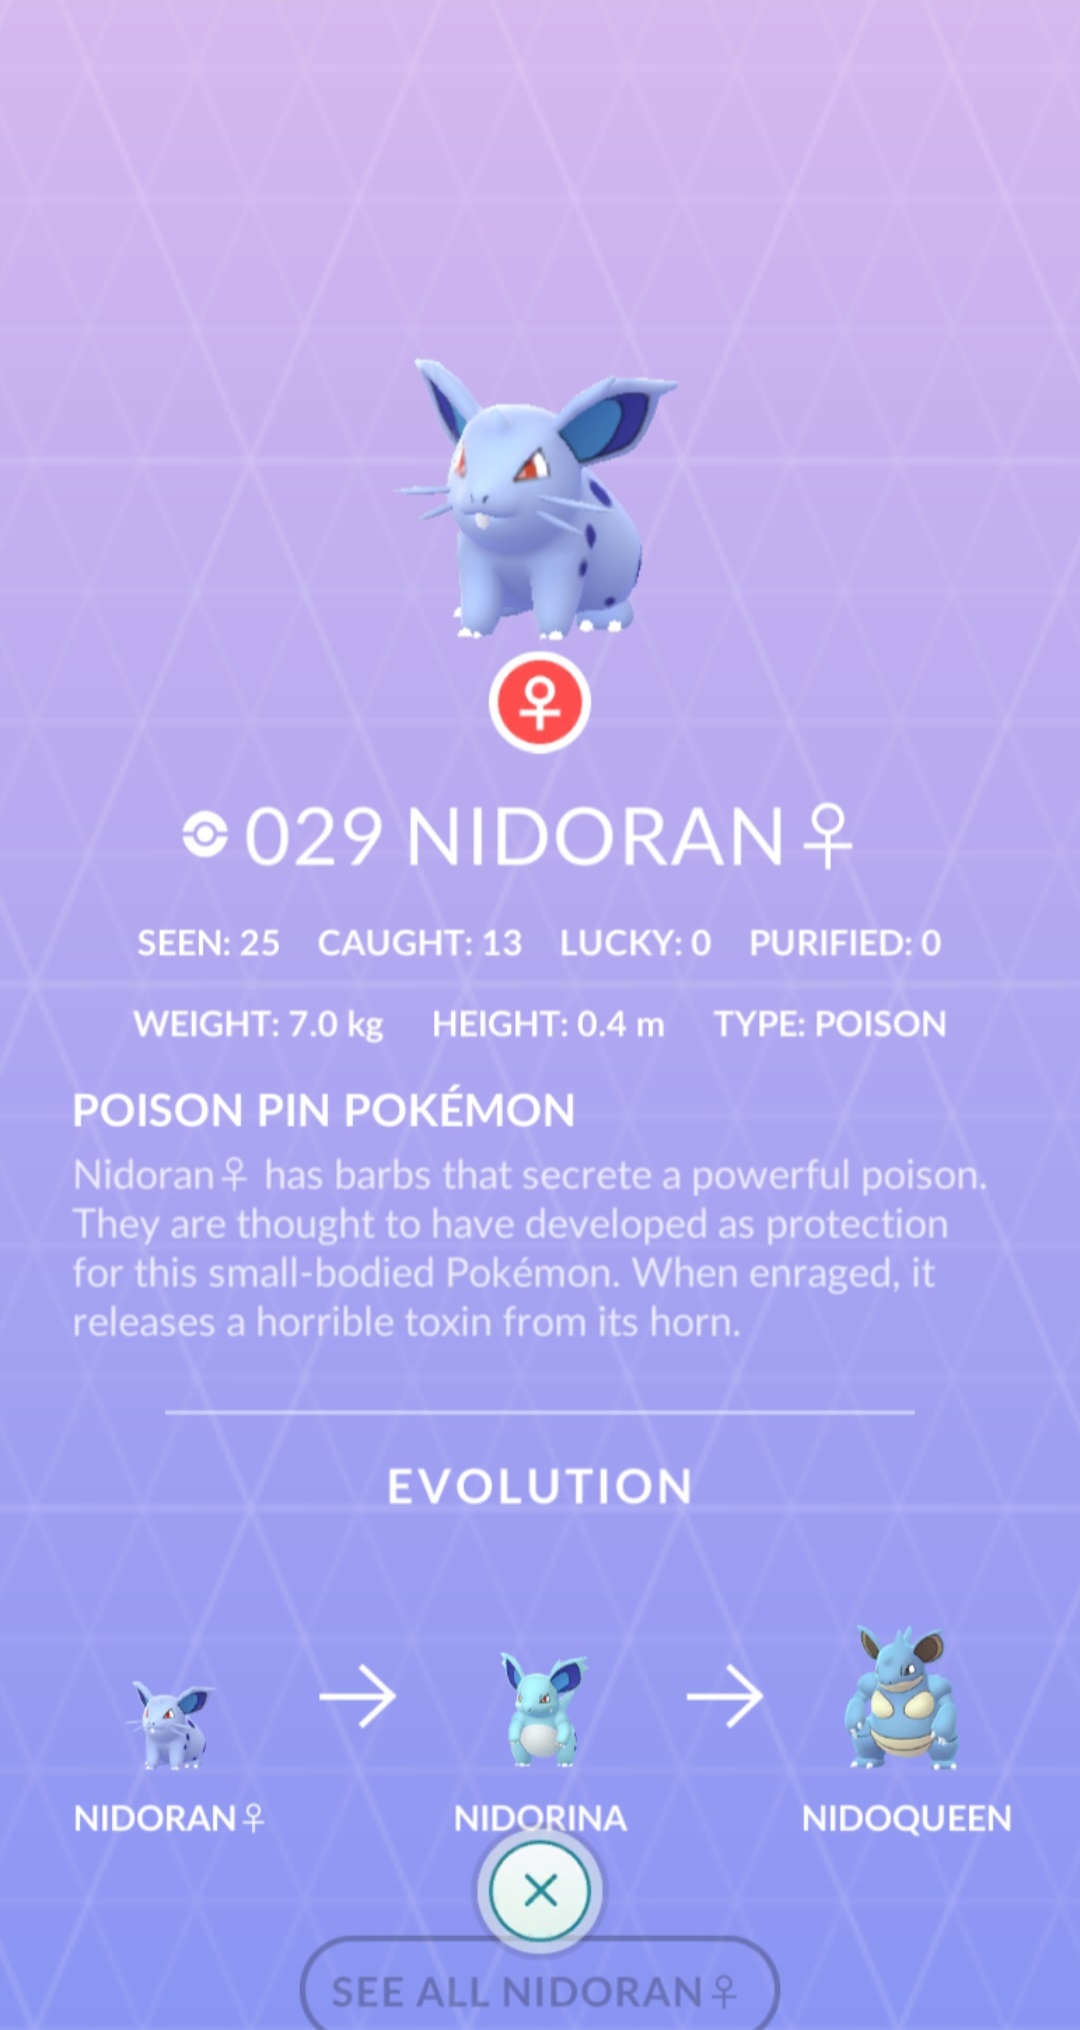 029 NIDORAN♀
SEEN: 25 CAUGHT: 13 LUCKY: 0 PURIFIED: 0
WEIGHT: 7.0 kg HEIGHT: 0.4 m TYPE: POISON
POISON PIN POKÉMON
Nidoran♀ has barbs that secrete a powerful poison.
They are thought to have developed as protection
for this small-bodied Pokémon. When enraged, it
releases a horrible toxin from its horn.
EVOLUTION
NIDORAN♀ NIDORINA NIDOQUEEN
SEE ALL NIDORAN♀